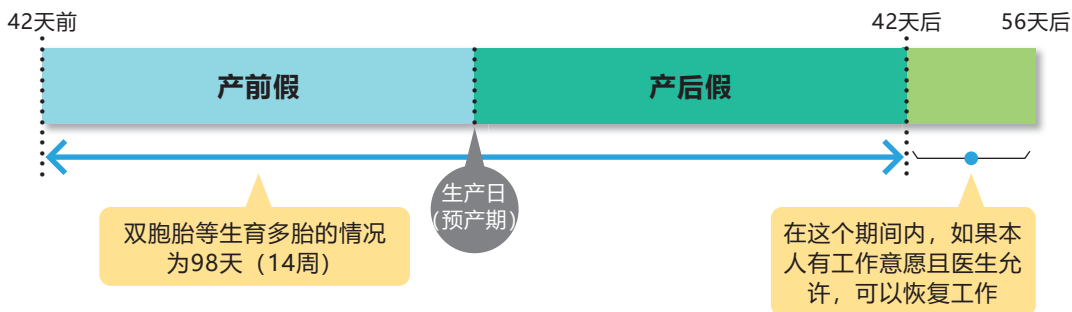 42天前
42天后
56天后
产前假
产后假
生产日
(预产期)
双胞胎等生育多胎的情况
为98天（14周）
在这个期间内，如果本
人有工作意愿且医生允
许，可以恢复工作